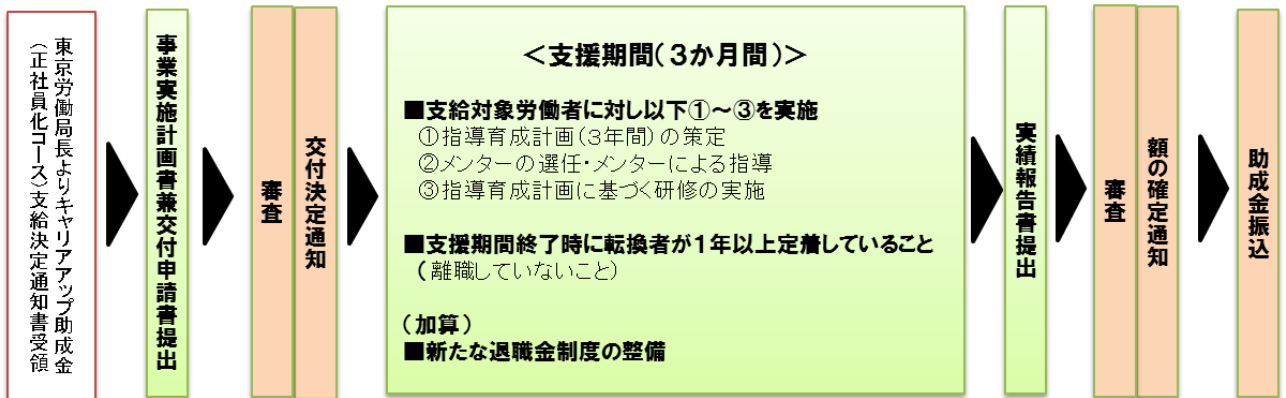 東京労働局長よりキャリアアップ助成金
（正社員化コース）支給決定通知書受領
事業実施計画書兼交付申請書提出
審査
交付決定通知
＜支援期間（３か月間）＞
■支給対象労働者に対し以下①～③を実施
①指導育成計画（３年間）の策定
②メンターの選任・メンターによる指導
③指導育成計画に基づく研修の実施
■支援期間終了時に転換者が１年以上定着していること
（離職していないこと）
（加算）
■新たな退職金制度の整備
実績報告書提出
審査
額の確定通知
助成金振込